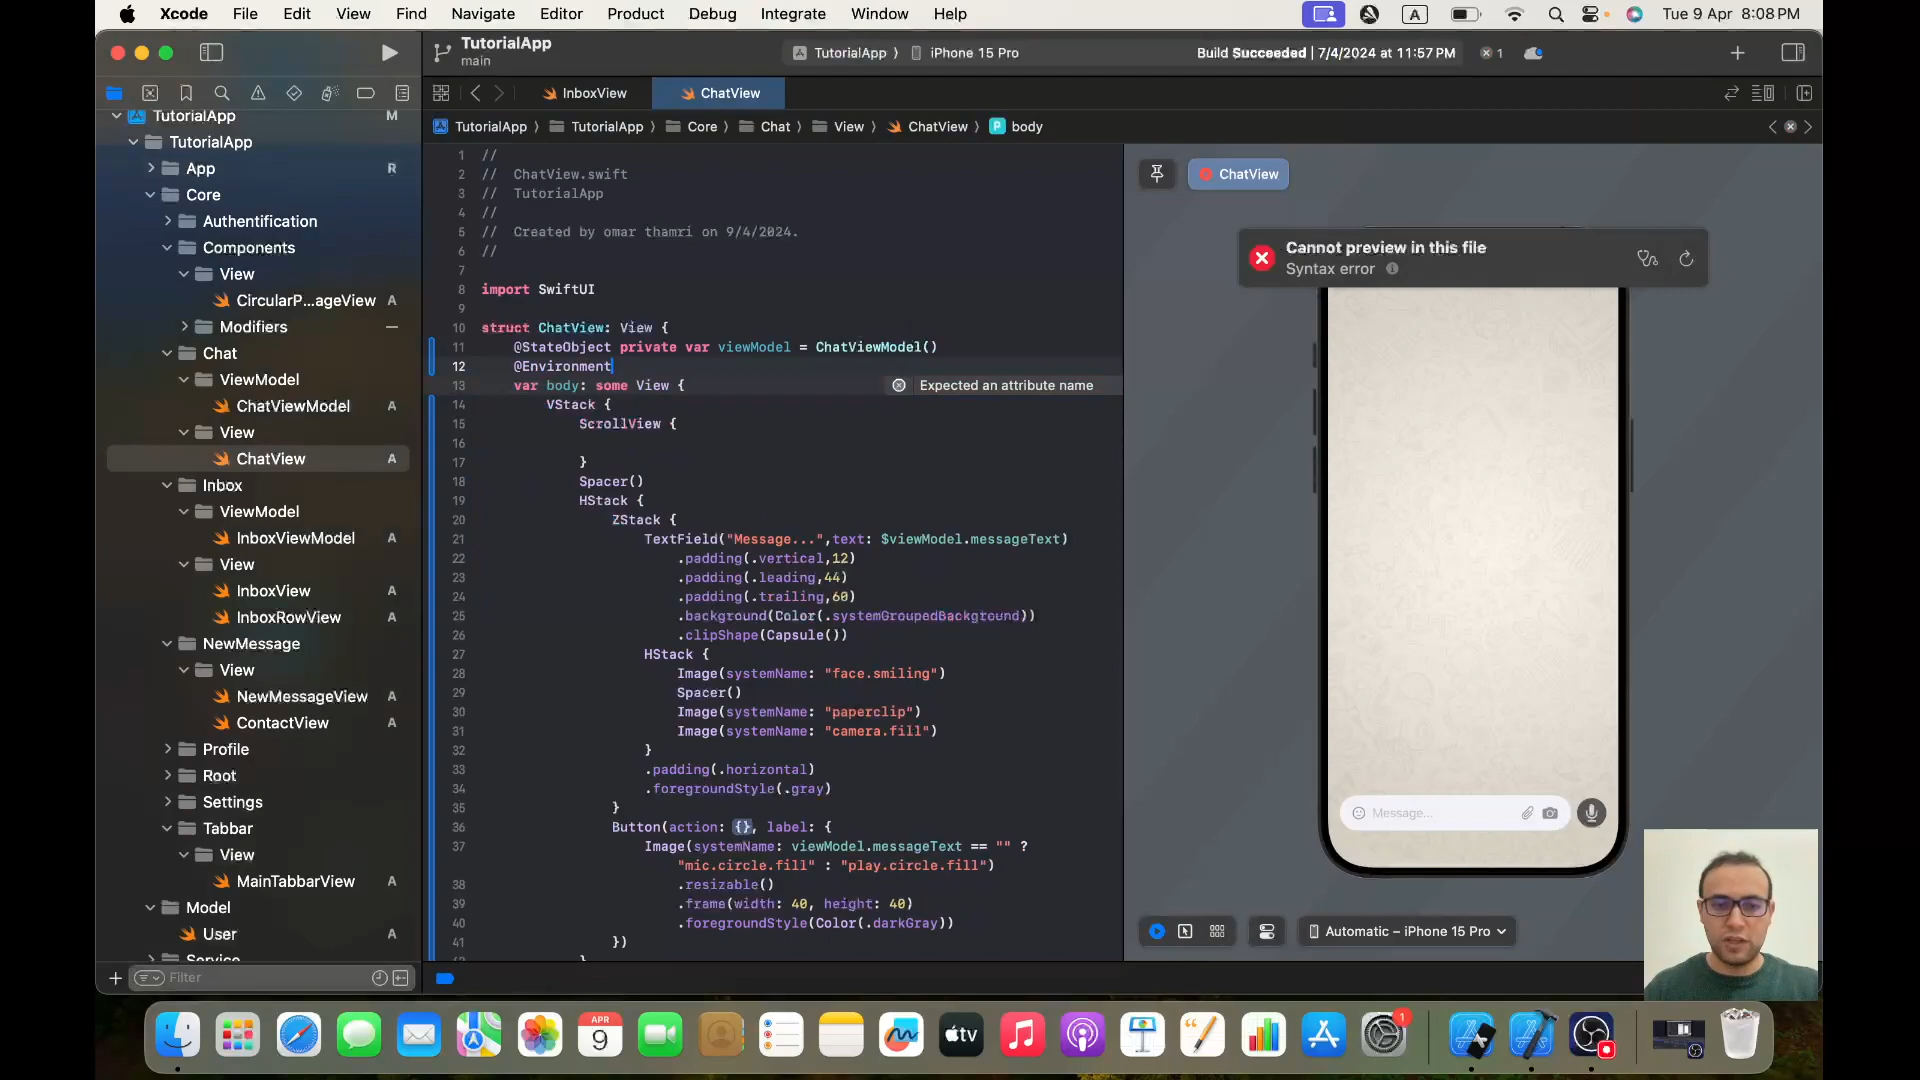 Xcode File Edit View Find Navigate Editor Product Debug Integrate Window Help A Tue 9 Apr 8:08 PM
TutorialApp
main
TutorialApp 〉 iPhone 15 Pro
Build Succeeded | 7/4/2024 at 11:57 PM
1
InboxView
ChatView
TutorialApp 〉 TutorialApp 〉 Core 〉 Chat 〉 View 〉 ChatView 〉 P body
TutorialApp M
TutorialApp
App R
Core
Authentification
Components
View
CircularP...ageView A
Modifiers —
Chat
ViewModel
ChatViewModel A
View
ChatView A
Inbox
ViewModel
InboxViewModel A
View
InboxView A
InboxRowView A
NewMessage
View
NewMessageView A
ContactView A
Profile
Root
Settings
Tabbar
View
MainTabbarView A
Model
User A
Service
Filter
1 //
2 // ChatView.swift
3 // TutorialApp
4 //
5 // Created by omar thamri on 9/4/2024.
6 //
7
8 import SwiftUI
9
10 struct ChatView: View {
11 @StateObject private var viewModel = ChatViewModel()
12 @Environment
13 var body: some View { Expected an attribute name
14 VStack {
15 ScrollView {
16
17 }
18 Spacer()
19 HStack {
20 ZStack {
21 TextField("Message...",text: $viewModel.messageText)
22 .padding(.vertical,12)
23 .padding(.leading,44)
24 .padding(.trailing,60)
25 .background(Color(.systemGroupedBackground))
26 .clipShape(Capsule())
27 HStack {
28 Image(systemName: "face.smiling")
29 Spacer()
30 Image(systemName: "paperclip")
31 Image(systemName: "camera.fill")
32 }
33 .padding(.horizontal)
34 .foregroundStyle(.gray)
35 }
36 Button(action: {}, label: {
37 Image(systemName: viewModel.messageText == "" ?
"mic.circle.fill" : "play.circle.fill")
38 .resizable()
39 .frame(width: 40, height: 40)
40 .foregroundStyle(Color(.darkGray))
41 })
ChatView
Cannot preview in this file
Syntax error
Message...
Automatic – iPhone 15 Pro
APR
9
tv
1